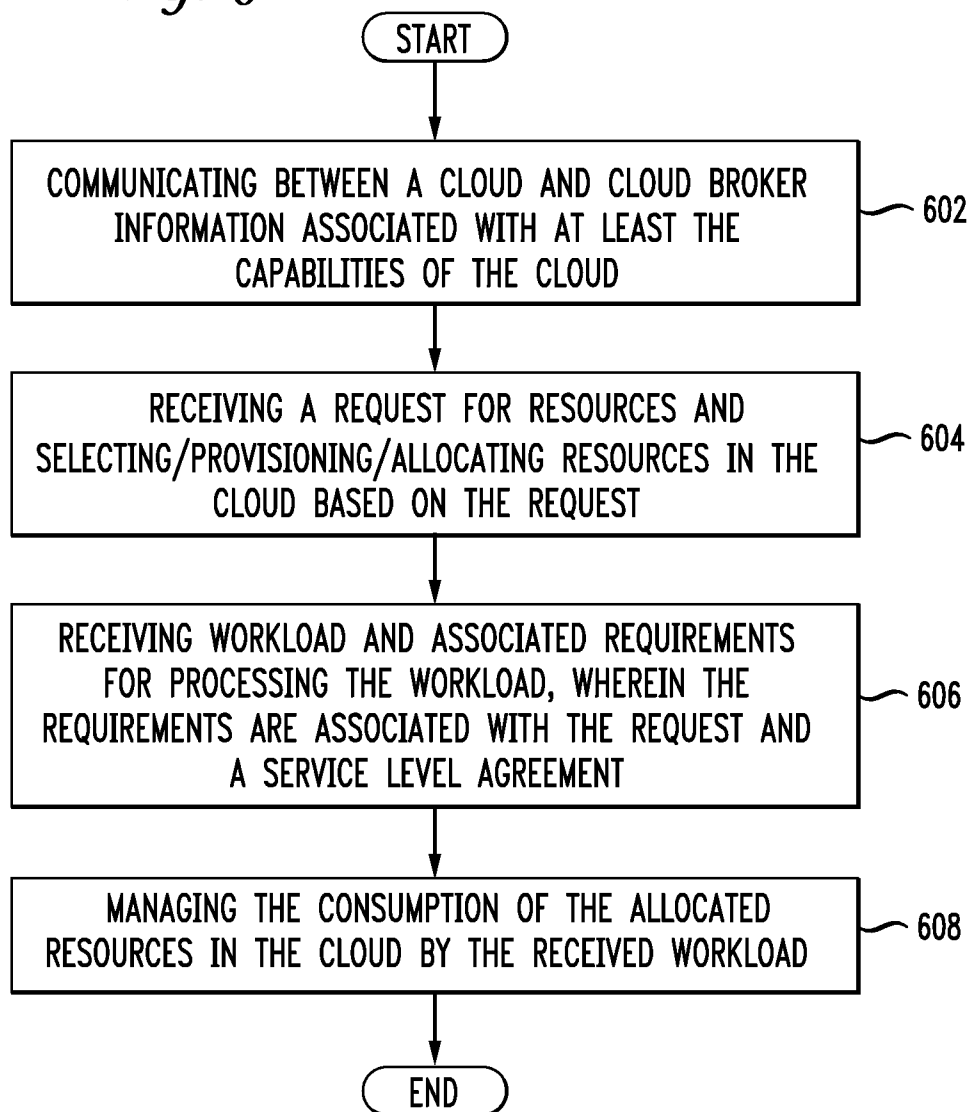 START
COMMUNICATING BETWEEN A CLOUD AND CLOUD BROKER
INFORMATION ASSOCIATED WITH AT LEAST THE
CAPABILITIES OF THE CLOUD
602
RECEIVING A REQUEST FOR RESOURCES AND
SELECTING/PROVISIONING/ALLOCATING RESOURCES IN THE
CLOUD BASED ON THE REQUEST
604
RECEIVING WORKLOAD AND ASSOCIATED REQUIREMENTS
FOR PROCESSING THE WORKLOAD, WHEREIN THE
REQUIREMENTS ARE ASSOCIATED WITH THE REQUEST AND
A SERVICE LEVEL AGREEMENT
606
MANAGING THE CONSUMPTION OF THE ALLOCATED
RESOURCES IN THE CLOUD BY THE RECEIVED WORKLOAD
608
END